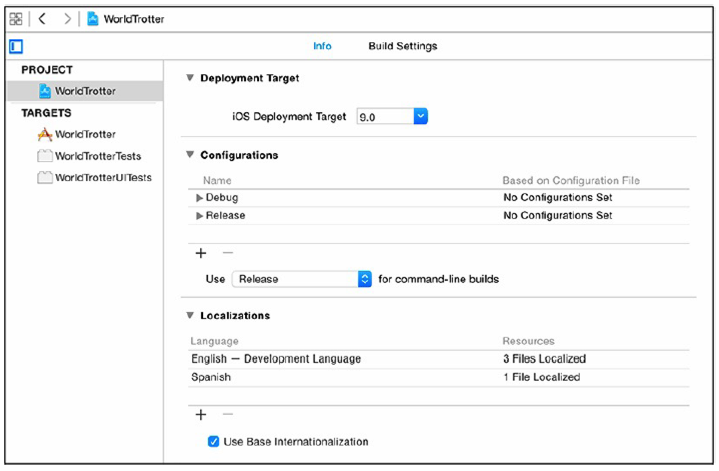 WorldTrotter
Info Build Settings
PROJECT
WorldTrotter
TARGETS
WorldTrotter
WorldTrotterTests
WorldTrotterUITests
Deployment Target
iOS Deployment Target 9.0
Configurations
Name Based on Configuration File
Debug No Configurations Set
Release No Configurations Set
+ −
Use Release for command-line builds
Localizations
Language Resources
English — Development Language 3 Files Localized
Spanish 1 File Localized
+ −
Use Base Internationalization